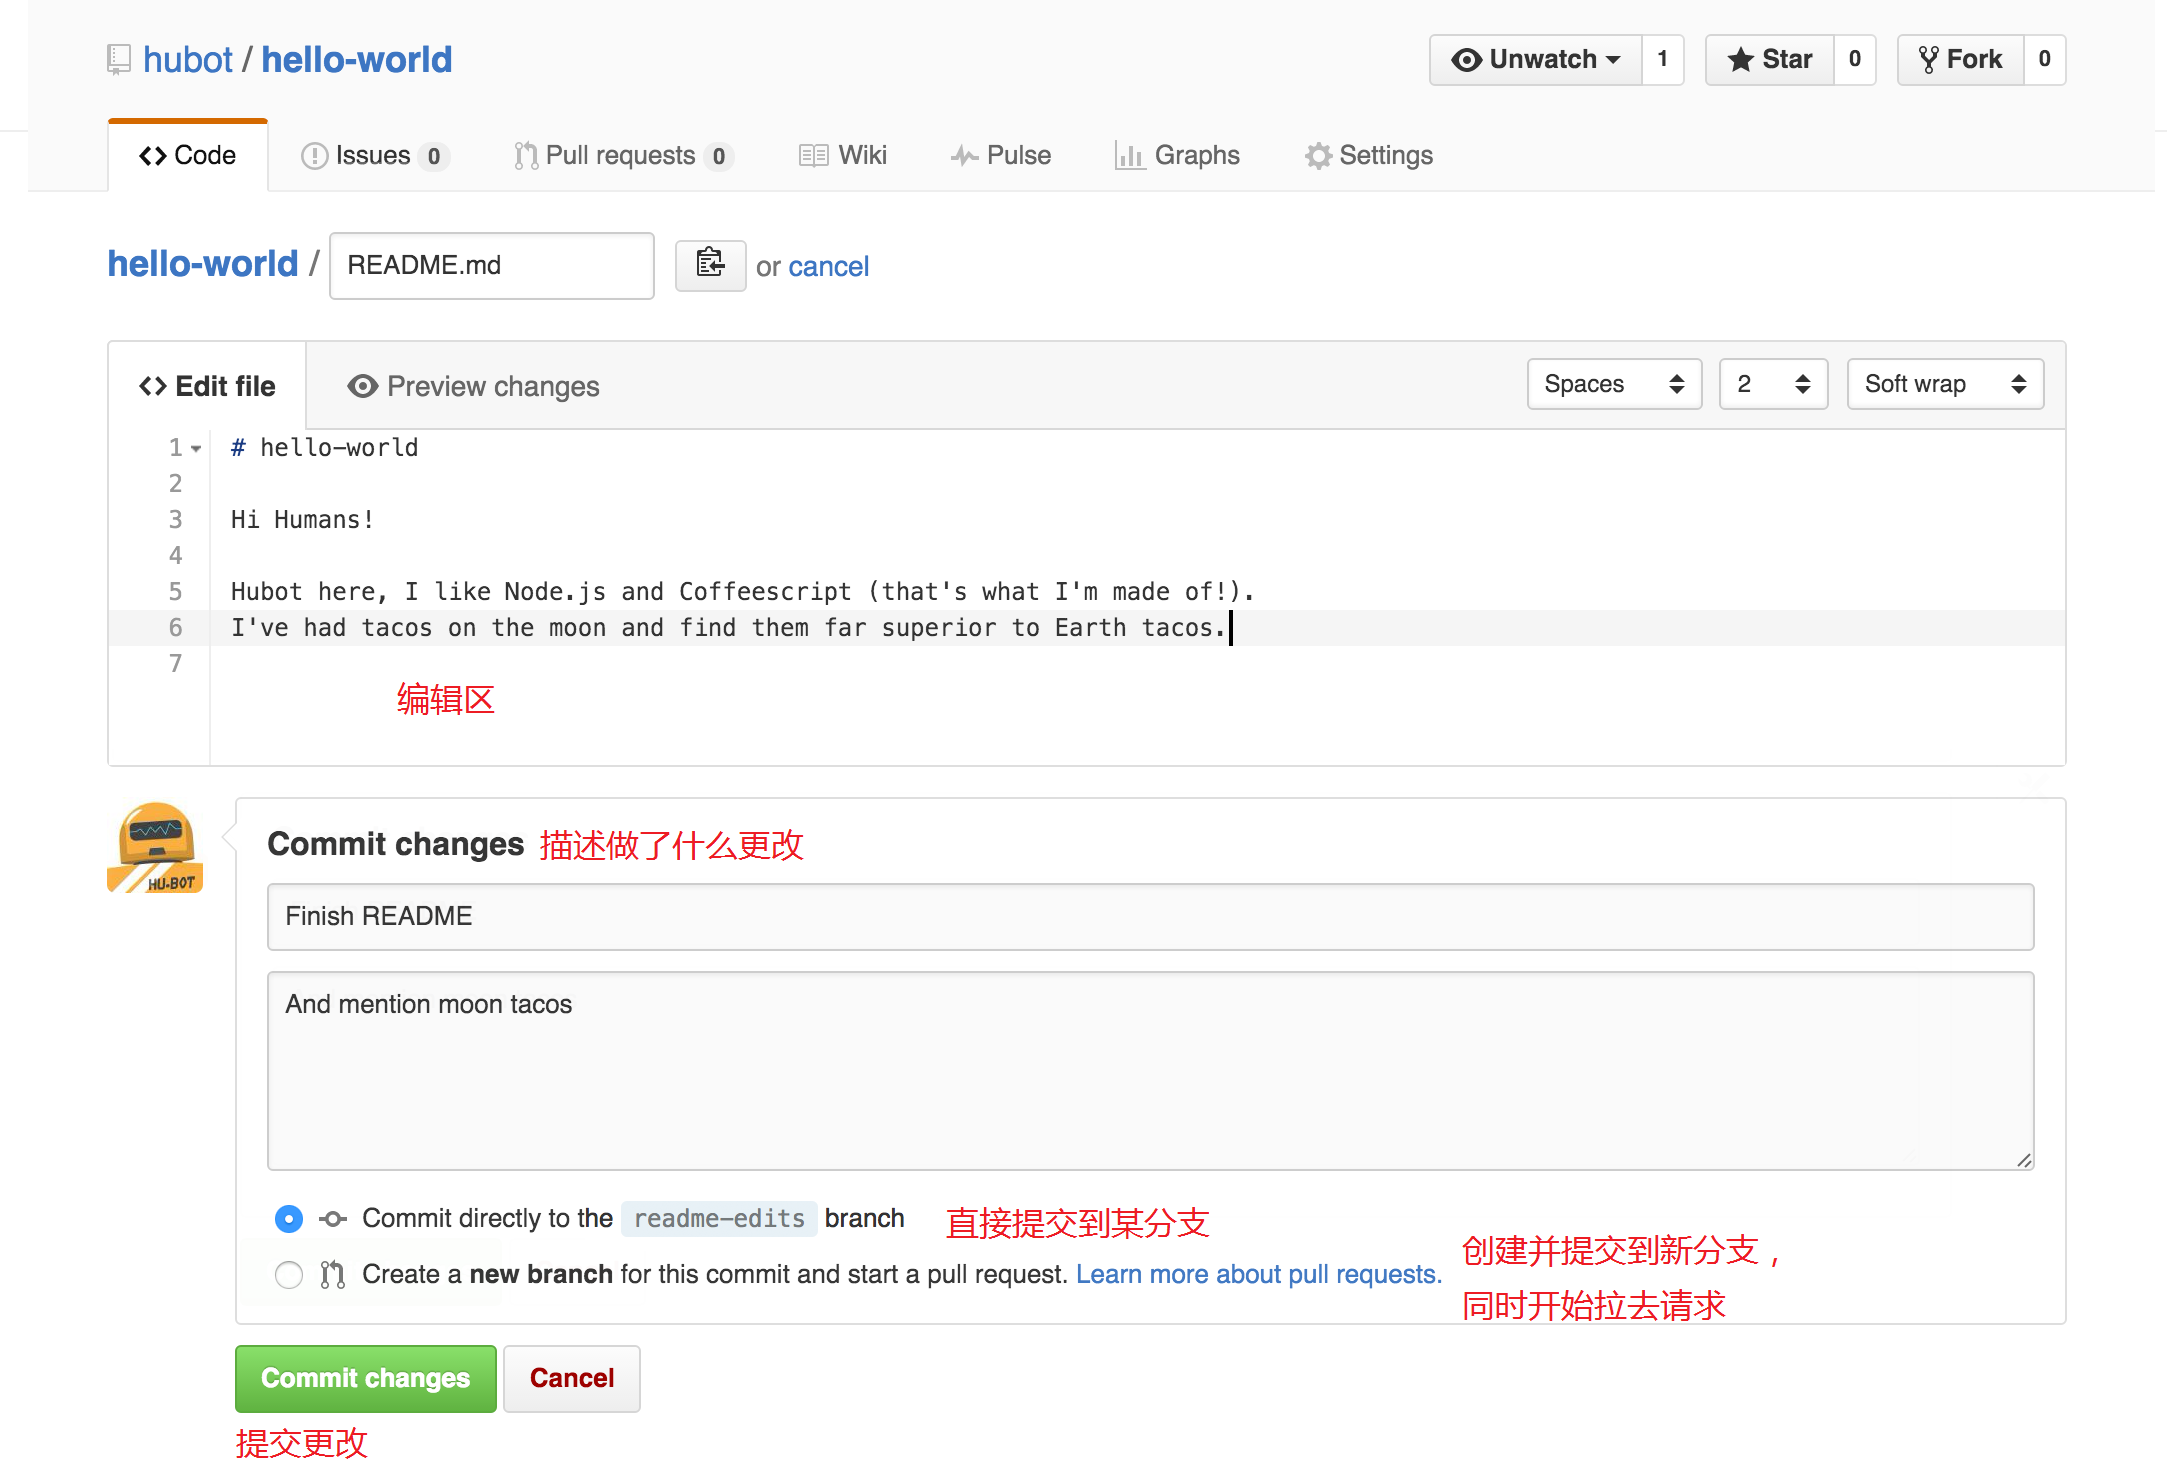 hubot / hello-world
Unwatch 1 Star 0 Fork 0
Code Issues 0 Pull requests 0 Wiki Pulse Graphs Settings
hello-world / README.md or cancel
Edit file Preview changes Spaces 2 Soft wrap
1 # hello-world
2
3 Hi Humans!
4
5 Hubot here, I like Node.js and Coffeescript (that's what I'm made of!).
6 I've had tacos on the moon and find them far superior to Earth tacos.
7
编辑区
HU-BOT
Commit changes 描述做了什么更改
Finish README
And mention moon tacos
Commit directly to the readme-edits branch 直接提交到某分支
Create a new branch for this commit and start a pull request. Learn more about pull requests.
创建并提交到新分支，
同时开始拉去请求
Commit changes Cancel
提交更改